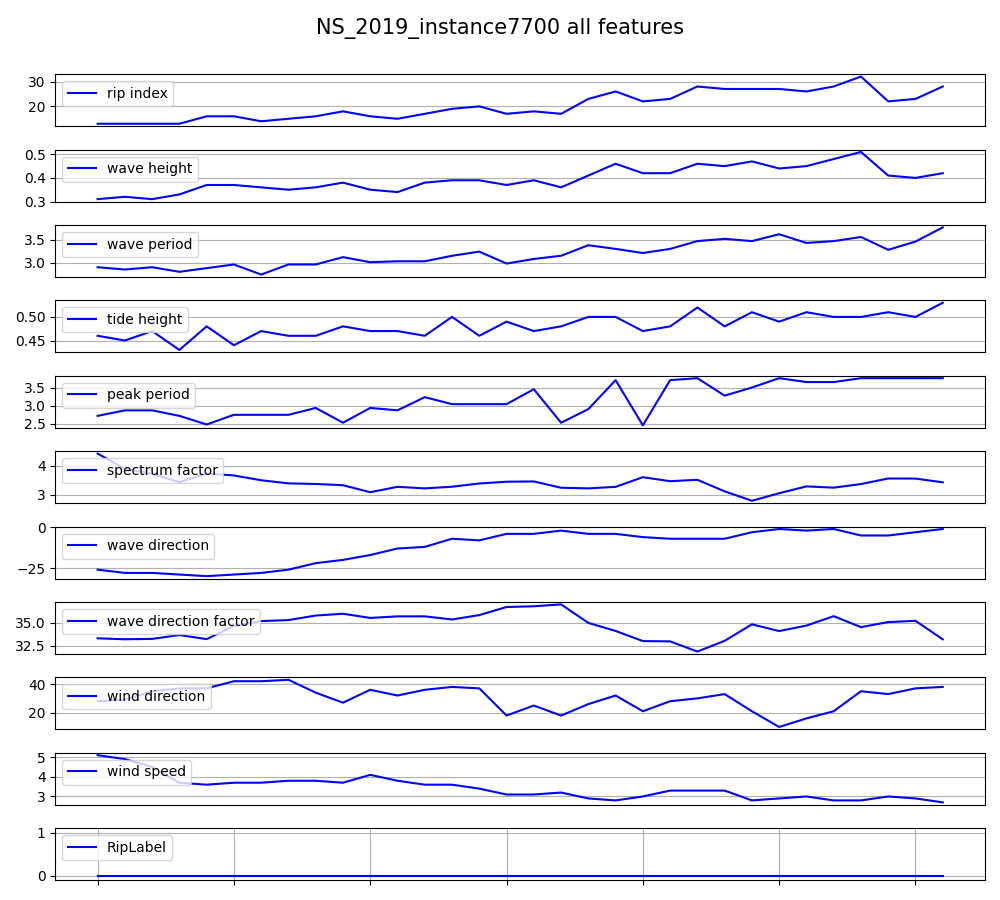 NS_2019_instance7700 all features
30
20
rip index
0.5
0.4
0.3
wave height
3.5
3.0
wave period
0.50
0.45
tide height
3.5
3.0
2.5
peak period
4
3
spectrum factor
0
−25
wave direction
35.0
32.5
wave direction factor
40
20
wind direction
5
4
3
wind speed
1
0
RipLabel